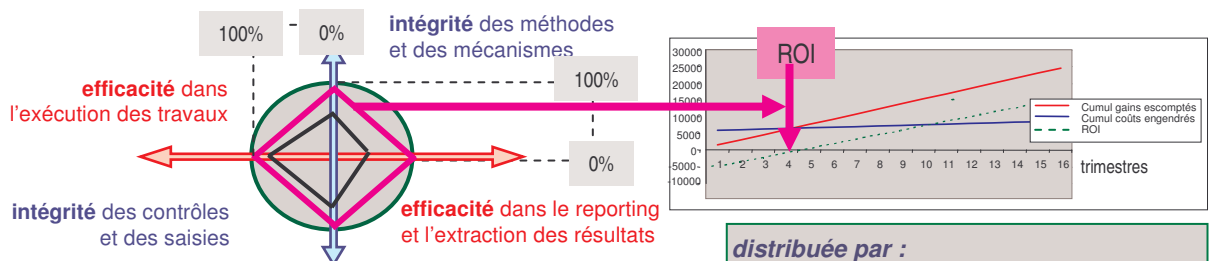 100%
0%
intégrité des méthodes
et des mécanismes
efficacité dans
l'exécution des travaux
100%
0%
intégrité des contrôles
et des saisies
efficacité dans le reporting
et l'extraction des résultats
ROI
30000
25000
20000
15000
10000
5000
0
-5000
-10000
1 2 3 4 5 6 7 8 9 10 11 12 13 14 15 16
trimestres
Cumul gains escomptés
Cumul coûts engendrés
ROI
distribuée par :